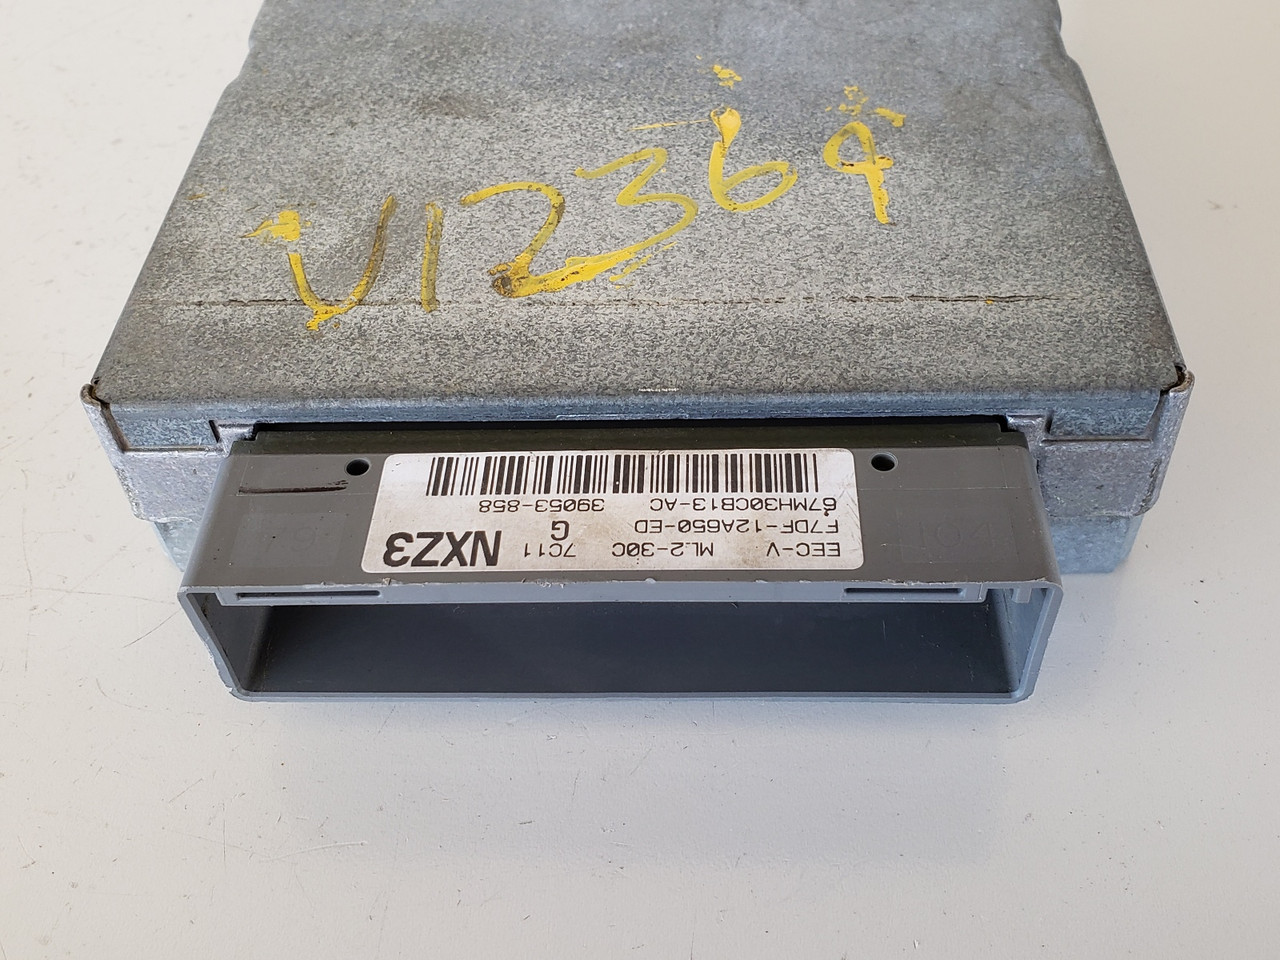 V12369
EEC-V ML2-30C 7C11 NXZ3
F7DF-12A650-ED G
67MH30CB13-AC 39053-858